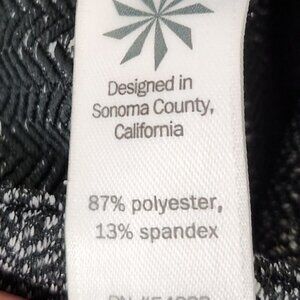 Designed in
Sonoma County,
California
87% polyester,
13% spandex